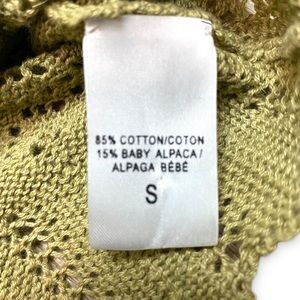 85% COTTON/COTON
15% BABY ALPACA/
ALPAGA BÉBÉ
S